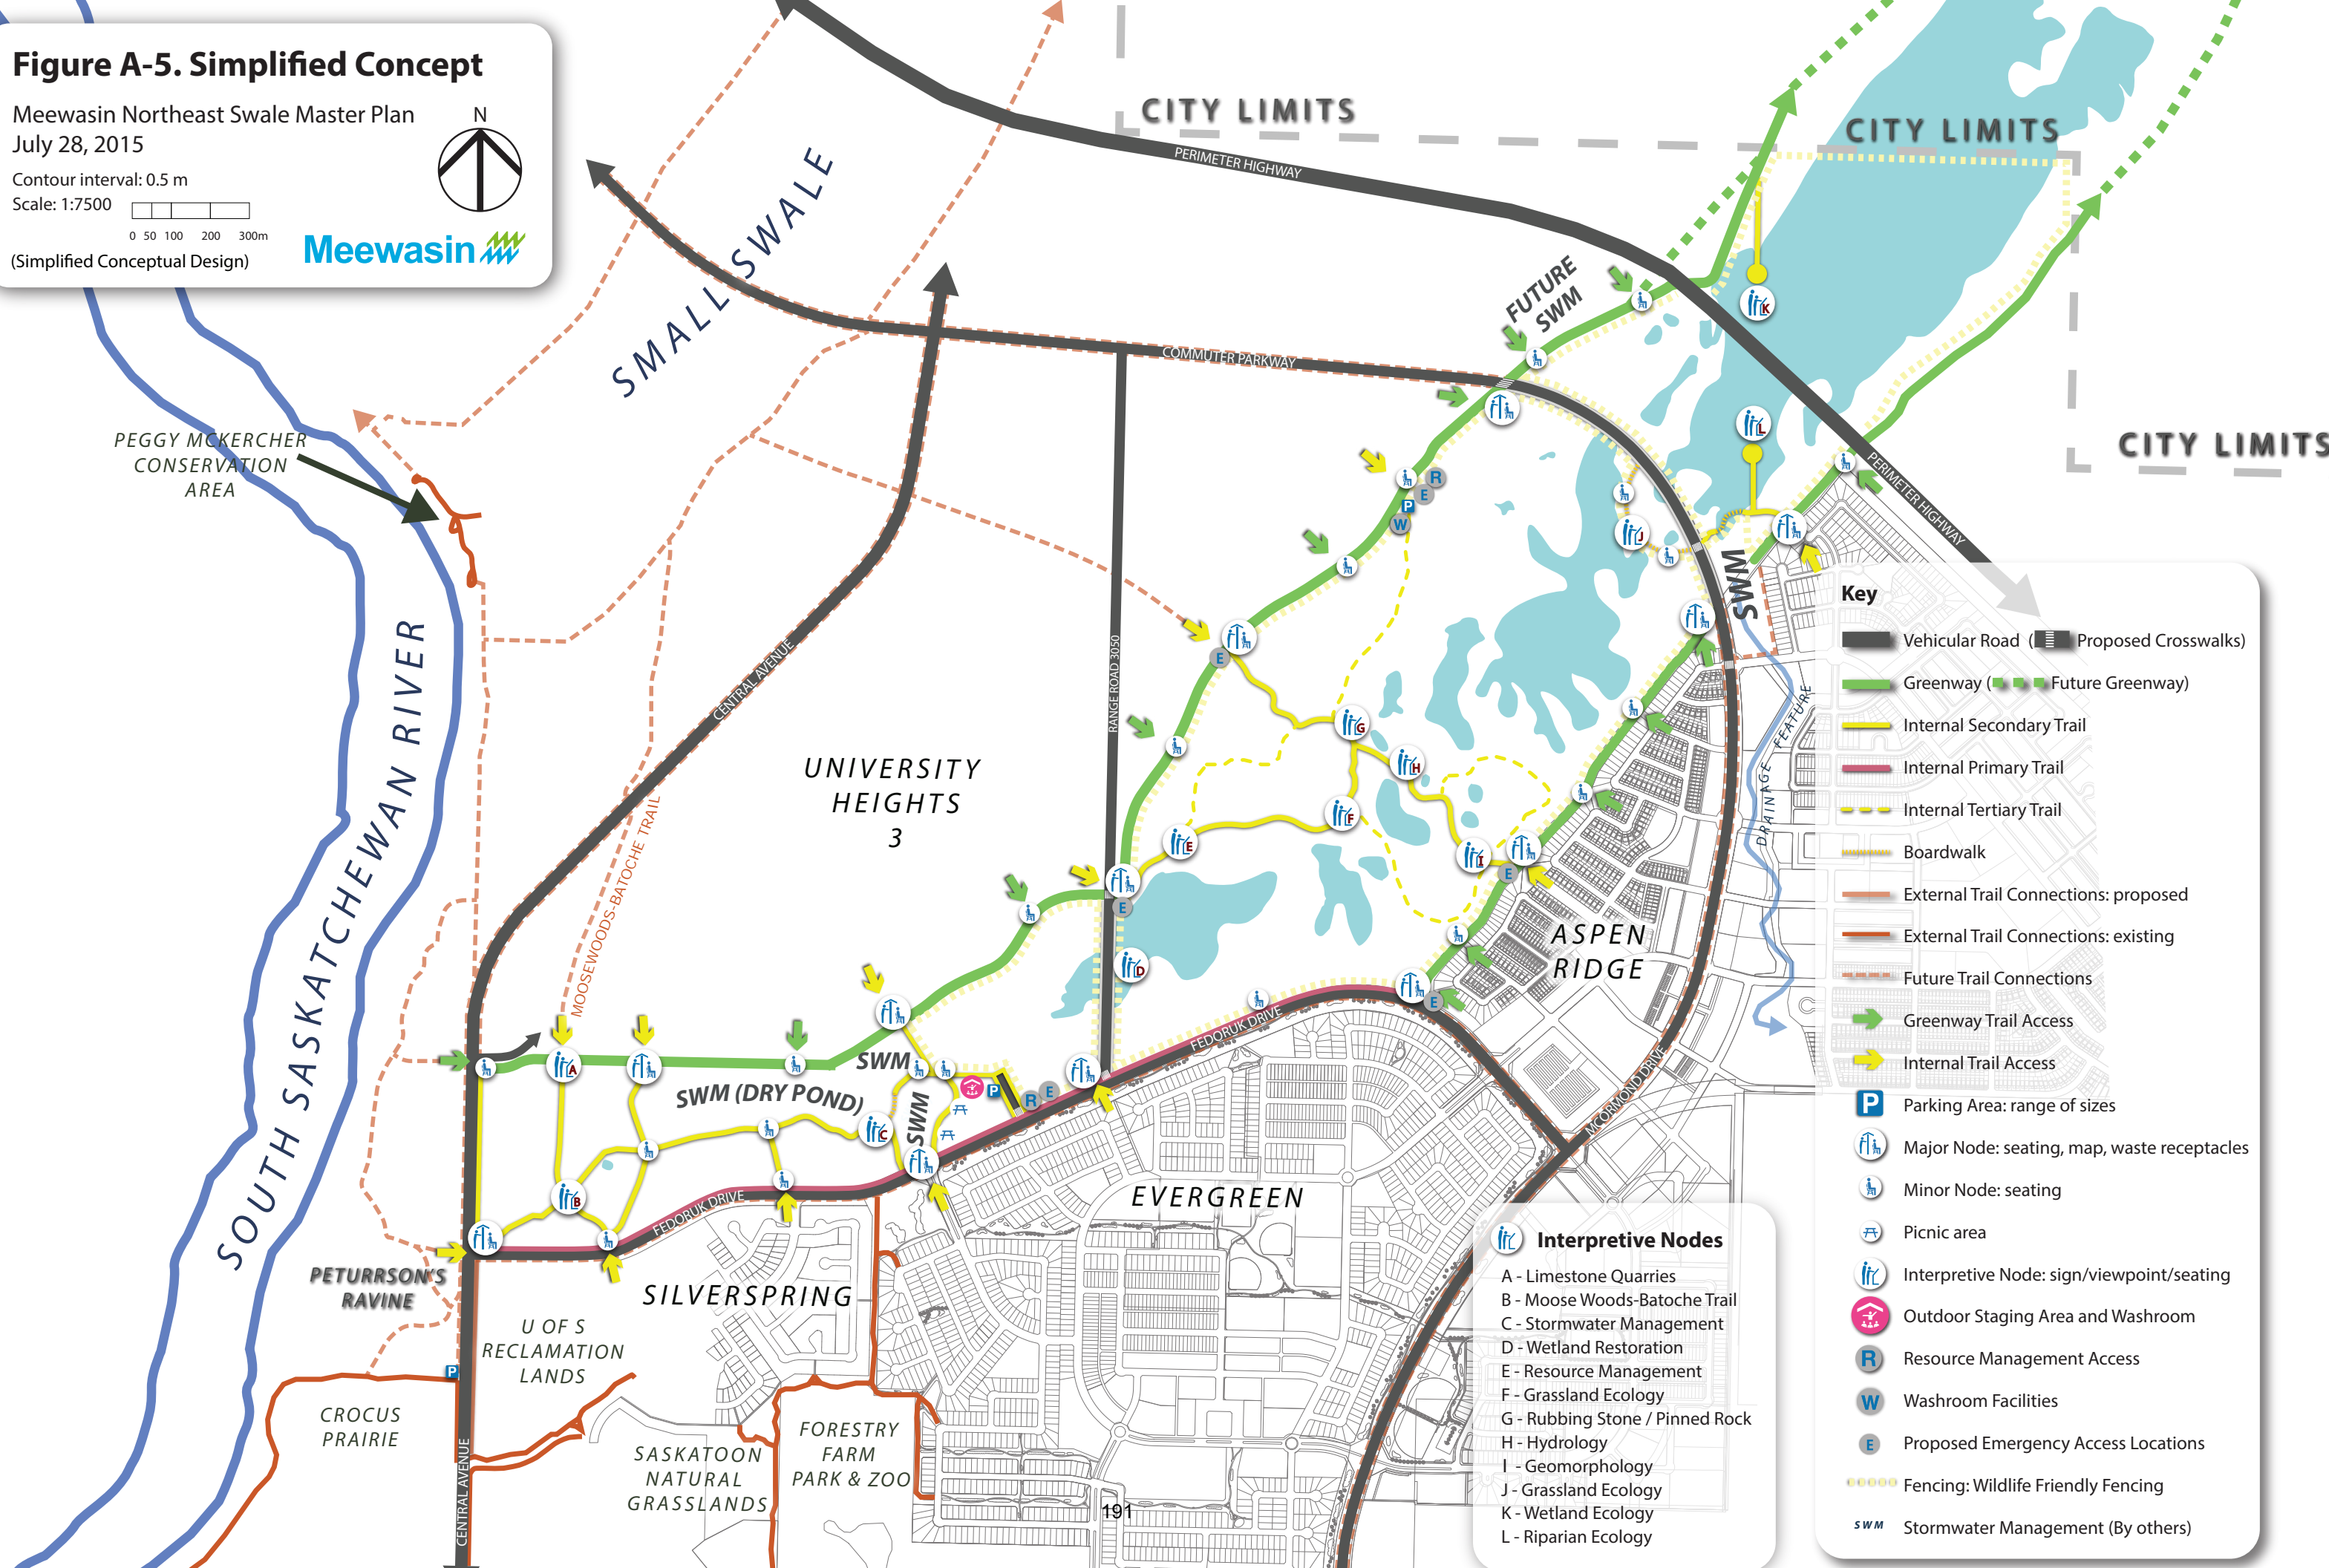 Figure A-5. Simplified Concept
Meewasin Northeast Swale Master Plan
July 28, 2015
Contour interval: 0.5 m
Scale: 1:7500
0 50 100 200 300m
(Simplified Conceptual Design)
N
Meewasin
CITY LIMITS
CITY LIMITS
CITY LIMITS
PERIMETER HIGHWAY
PERIMETER HIGHWAY
SMALL SWALE
COMMUTER PARKWAY
FUTURE
SWM
K
L
J
PEGGY MCKERCHER
CONSERVATION
AREA
R
E
P
W
SWM
CENTRAL AVENUE
RANGE ROAD 3050
E
G
H
F
E
I
E
E
D
UNIVERSITY
HEIGHTS
3
MOOSEWOODS-BATOCHE TRAIL
SOUTH SASKATCHEWAN RIVER
DRAINAGE FEATURE
ASPEN
RIDGE
E
FEDORUK DRIVE
MCORMOND DRIVE
A
SWM
SWM (DRY POND)
SWM
P
R
E
C
B
FEDORUK DRIVE
EVERGREEN
SILVERSPRING
PETURRSON'S
RAVINE
U OF S
RECLAMATION
LANDS
P
CROCUS
PRAIRIE
CENTRAL AVENUE
SASKATOON
NATURAL
GRASSLANDS
FORESTRY
FARM
PARK & ZOO
191
Interpretive Nodes
A - Limestone Quarries
B - Moose Woods-Batoche Trail
C - Stormwater Management
D - Wetland Restoration
E - Resource Management
F - Grassland Ecology
G - Rubbing Stone / Pinned Rock
H - Hydrology
I - Geomorphology
J - Grassland Ecology
K - Wetland Ecology
L - Riparian Ecology
Key
Vehicular Road ( Proposed Crosswalks)
Greenway ( Future Greenway)
Internal Secondary Trail
Internal Primary Trail
Internal Tertiary Trail
Boardwalk
External Trail Connections: proposed
External Trail Connections: existing
Future Trail Connections
Greenway Trail Access
Internal Trail Access
P Parking Area: range of sizes
Major Node: seating, map, waste receptacles
Minor Node: seating
Picnic area
Interpretive Node: sign/viewpoint/seating
Outdoor Staging Area and Washroom
R Resource Management Access
W Washroom Facilities
E Proposed Emergency Access Locations
Fencing: Wildlife Friendly Fencing
SWM Stormwater Management (By others)